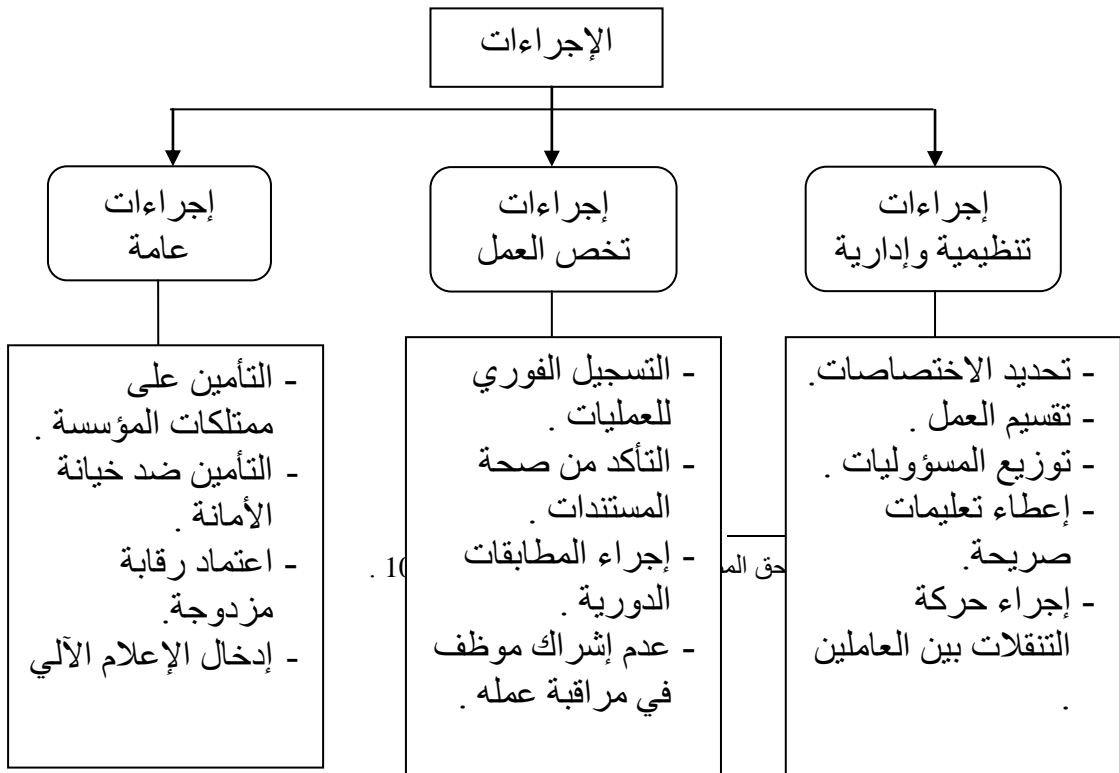 الإجراءات
إجراءات
تنظيمية وإدارية
- تحديد الاختصاصات.
- تقسيم العمل .
- توزيع المسؤوليات .
- إعطاء تعليمات
صريحة.
- إجراء حركة
التنقلات بين العاملين
.
إجراءات
تخص العمل
- التسجيل الفوري
للعمليات .
- التأكد من صحة
المستندات .
- إجراء المطابقات
الدورية .
- عدم إشراك موظف
في مراقبة عمله .
إجراءات
عامة
- التأمين على
ممتلكات المؤسسة .
- التأمين ضد خيانة
الأمانة .
- اعتماد رقابة
مزدوجة.
- إدخال الإعلام الآلي